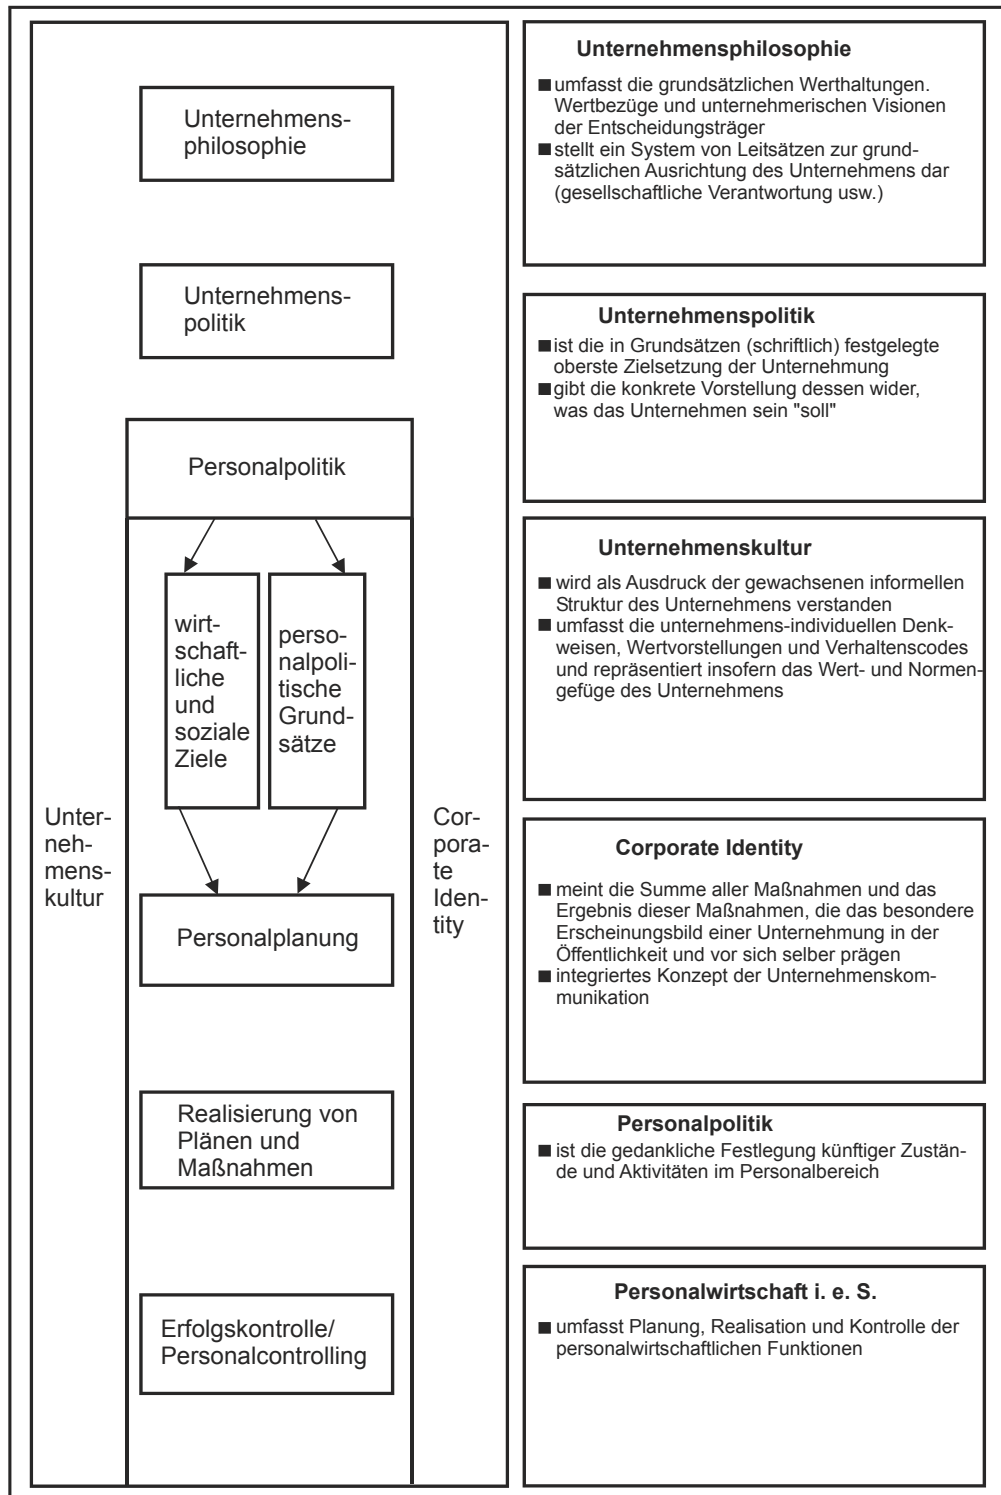 Unternehmens-
philosophie
Unternehmens-
politik
Personalpolitik
wirt-
schaft-
liche
und
soziale
Ziele
perso-
nalpoli-
tische
Grund-
sätze
Unter-
neh-
mens-
kultur
Cor-
pora-
te
Iden-
tity
Personalplanung
Realisierung von
Plänen und
Maßnahmen
Erfolgskontrolle/
Personalcontrolling
Unternehmensphilosophie
■ umfasst die grundsätzlichen Werthaltungen.
Wertbezüge und unternehmerischen Visionen
der Entscheidungsträger
■ stellt ein System von Leitsätzen zur grund-
sätzlichen Ausrichtung des Unternehmens dar
(gesellschaftliche Verantwortung usw.)
Unternehmenspolitik
■ ist die in Grundsätzen (schriftlich) festgelegte
oberste Zielsetzung der Unternehmung
■ gibt die konkrete Vorstellung dessen wider,
was das Unternehmen sein "soll"
Unternehmenskultur
■ wird als Ausdruck der gewachsenen informellen
Struktur des Unternehmens verstanden
■ umfasst die unternehmens-individuellen Denk-
weisen, Wertvorstellungen und Verhaltenscodes
und repräsentiert insofern das Wert- und Normen-
gefüge des Unternehmens
Corporate Identity
■ meint die Summe aller Maßnahmen und das
Ergebnis dieser Maßnahmen, die das besondere
Erscheinungsbild einer Unternehmung in der
Öffentlichkeit und vor sich selber prägen
■ integriertes Konzept der Unternehmenskom-
munikation
Personalpolitik
■ ist die gedankliche Festlegung künftiger Zustän-
de und Aktivitäten im Personalbereich
Personalwirtschaft i. e. S.
■ umfasst Planung, Realisation und Kontrolle der
personalwirtschaftlichen Funktionen